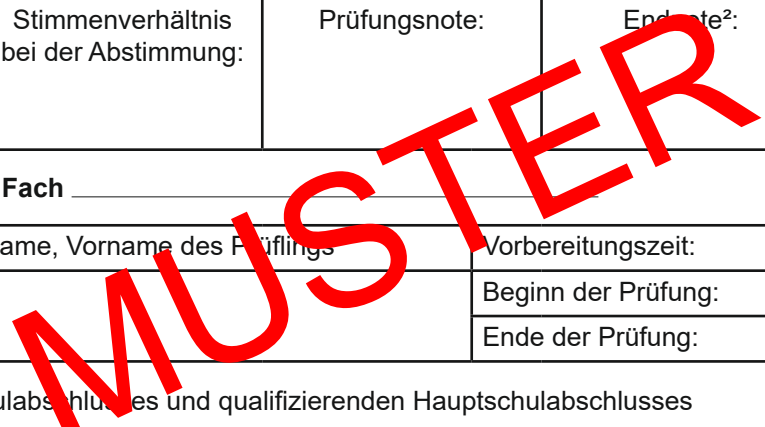 Stimmenverhältnis Prüfungsnote: Endnote²:
bei der Abstimmung:
Fach
ame, Vorname des Prüflings Vorbereitungszeit:
Beginn der Prüfung:
Ende der Prüfung:
ulabschlusses und qualifizierenden Hauptschulabschlusses
MUSTER